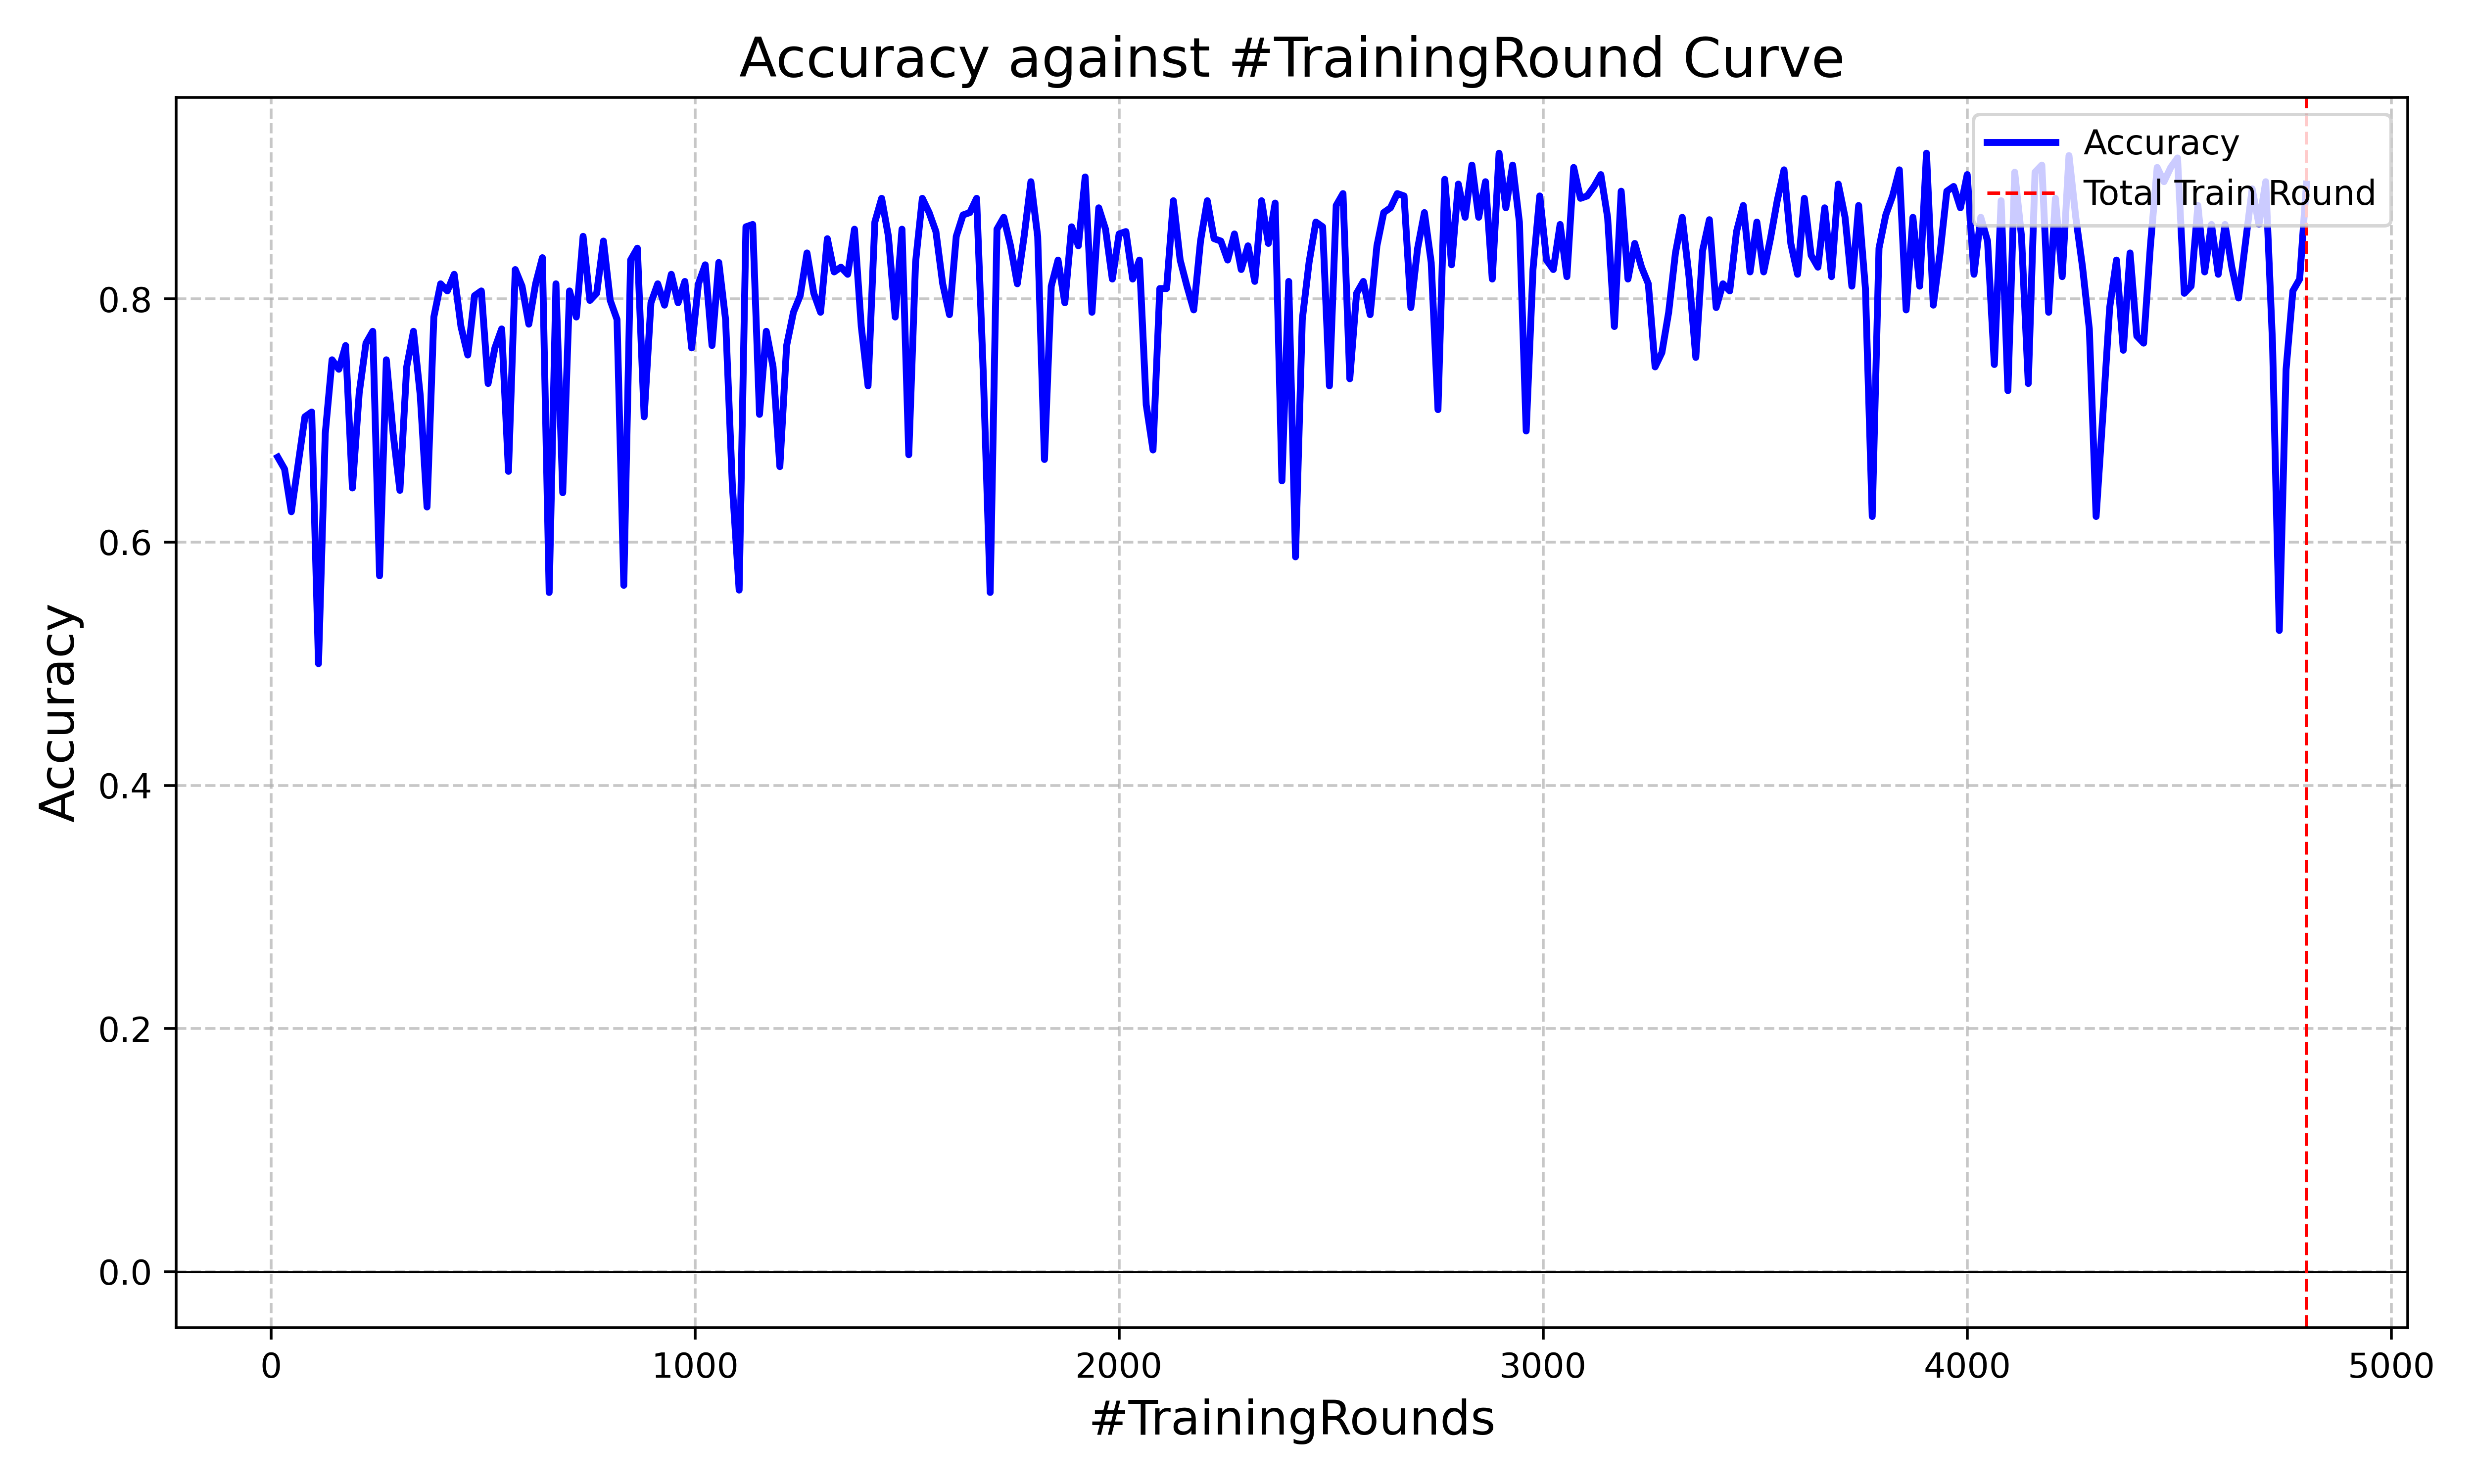 Accuracy against #TrainingRound Curve
Accuracy
Total Train Round
Accuracy
0.8
0.6
0.4
0.2
0.0
0 1000 2000 3000 4000 5000
#TrainingRounds